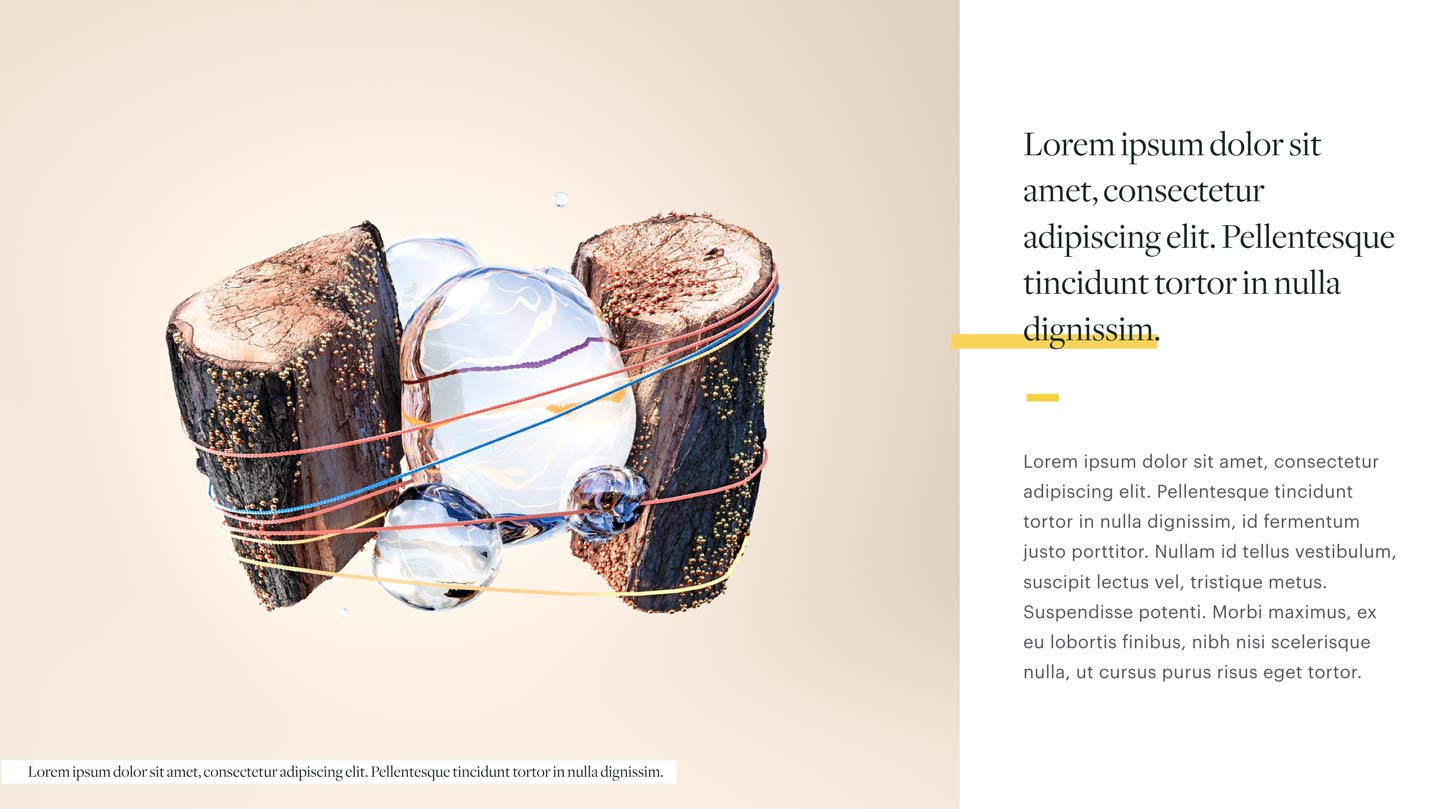 Lorem ipsum dolor sit
amet, consectetur
adipiscing elit. Pellentesque
tincidunt tortor in nulla
dignissim.
Lorem ipsum dolor sit amet, consectetur
adipiscing elit. Pellentesque tincidunt
tortor in nulla dignissim, id fermentum
justo porttitor. Nullam id tellus vestibulum,
suscipit lectus vel, tristique metus.
Suspendisse potenti. Morbi maximus, ex
eu lobortis finibus, nibh nisi scelerisque
nulla, ut cursus purus risus eget tortor.
Lorem ipsum dolor sit amet, consectetur adipiscing elit. Pellentesque tincidunt tortor in nulla dignissim.